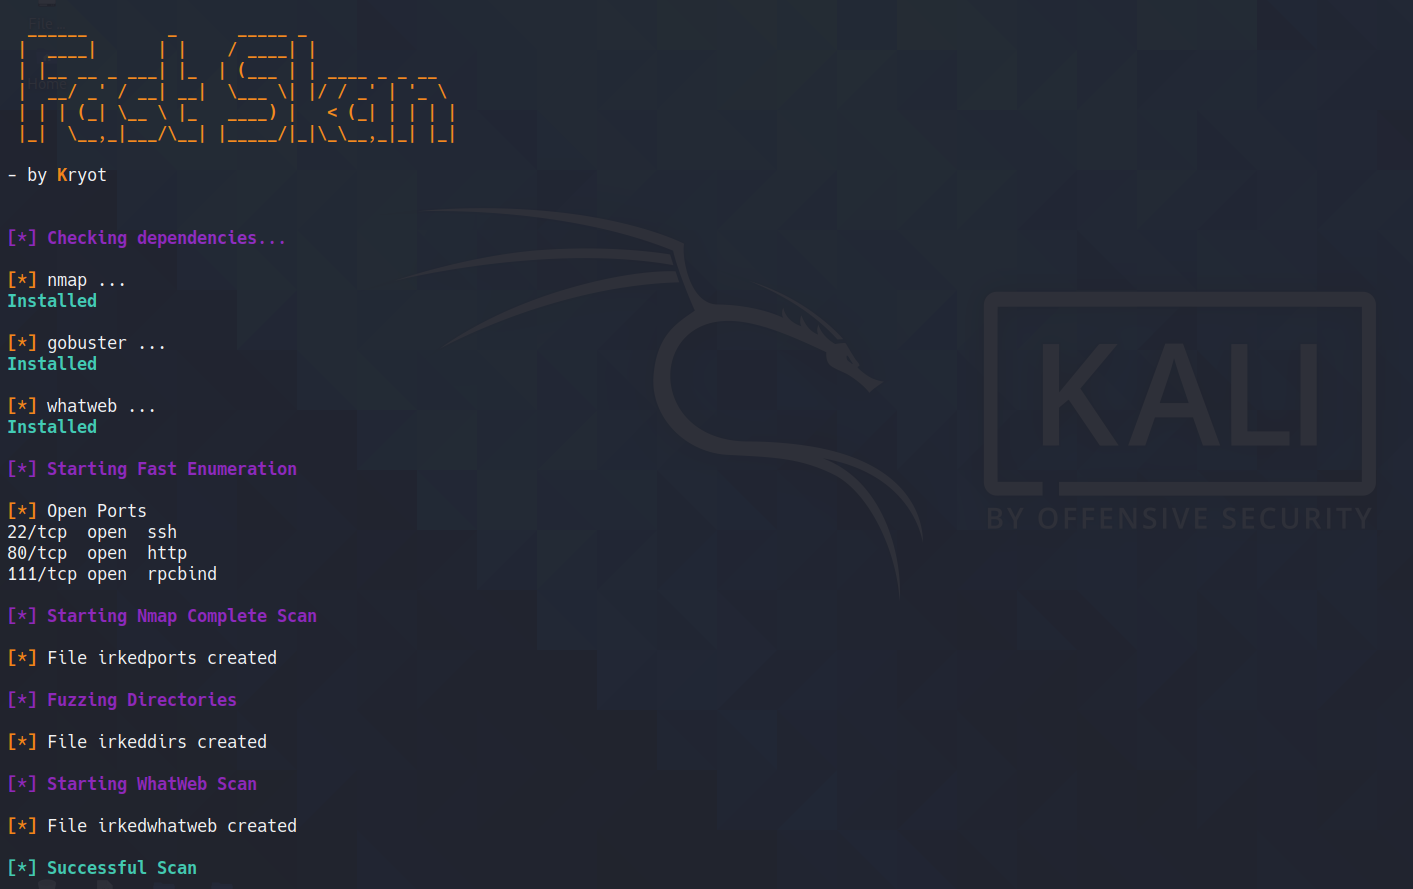 Fast Skan
- by Kryot
[*] Checking dependencies...
[*] nmap ...
Installed
[*] gobuster ...
Installed
[*] whatweb ...
Installed
[*] Starting Fast Enumeration
[*] Open Ports
22/tcp  open  ssh
80/tcp  open  http
111/tcp open  rpcbind
[*] Starting Nmap Complete Scan
[*] File irkedports created
[*] Fuzzing Directories
[*] File irkeddirs created
[*] Starting WhatWeb Scan
[*] File irkedwhatweb created
[*] Successful Scan
KALI
BY OFFENSIVE SECURITY